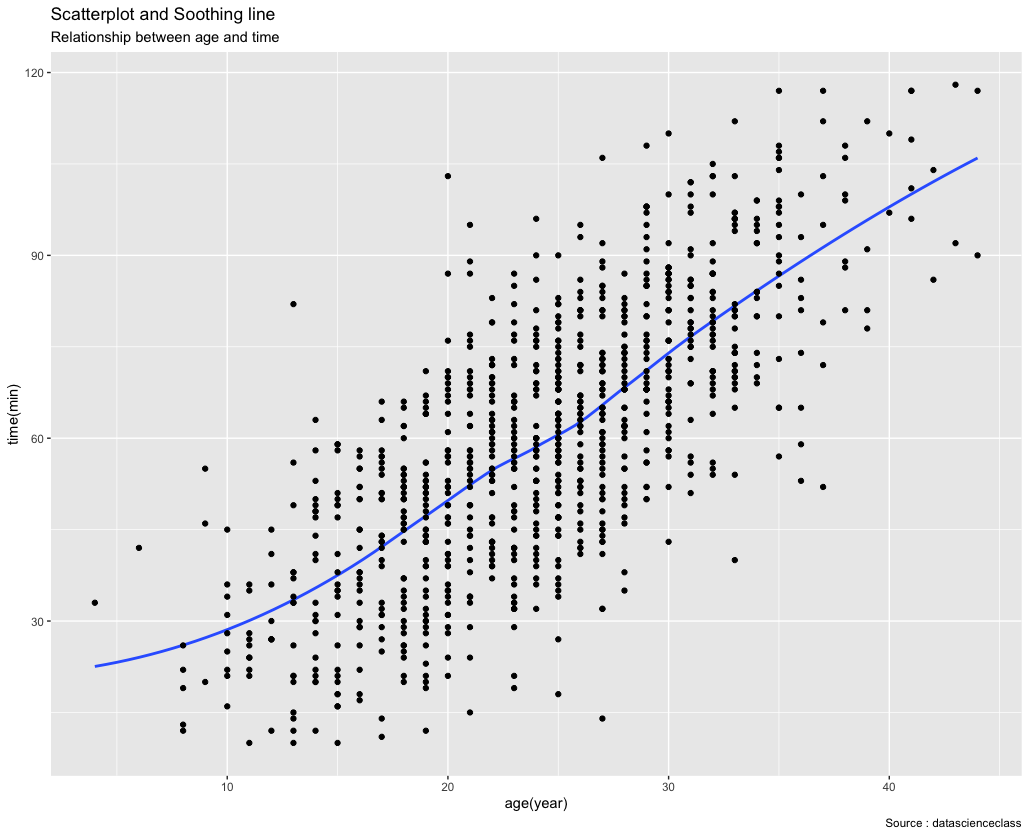 Scatterplot and Soothing line
Relationship between age and time
120
90
60
30
time(min)
10 20 30 40
age(year)
Source : datascienceclass